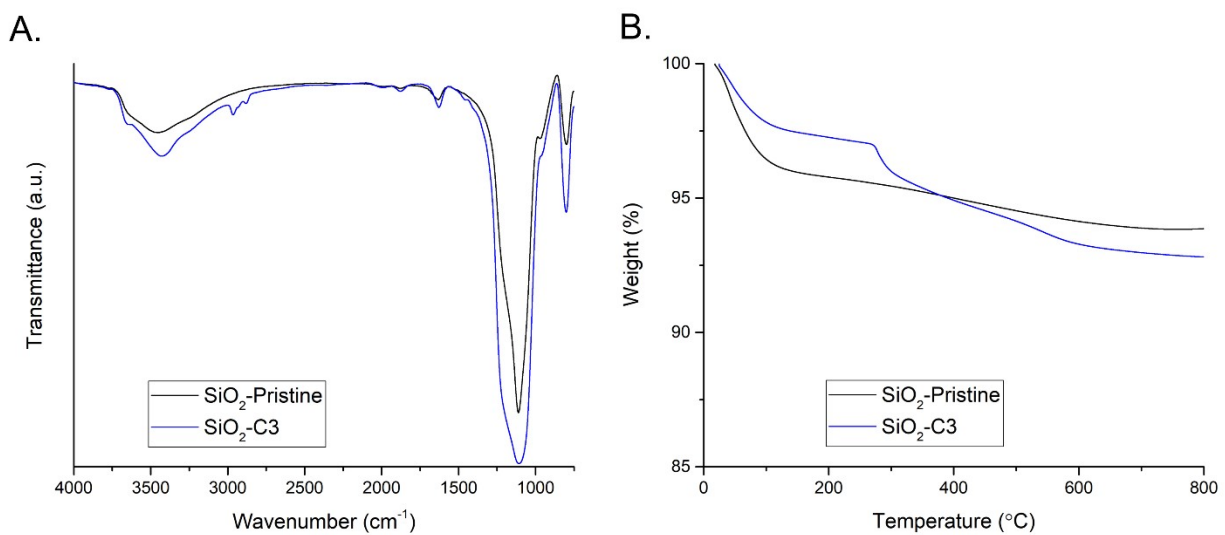 A.
Transmittance (a.u.)
SiO₂-Pristine
SiO₂-C3
4000 3500 3000 2500 2000 1500 1000
Wavenumber (cm⁻¹)
B.
Weight (%)
100
95
90
85
SiO₂-Pristine
SiO₂-C3
0 200 400 600 800
Temperature (°C)